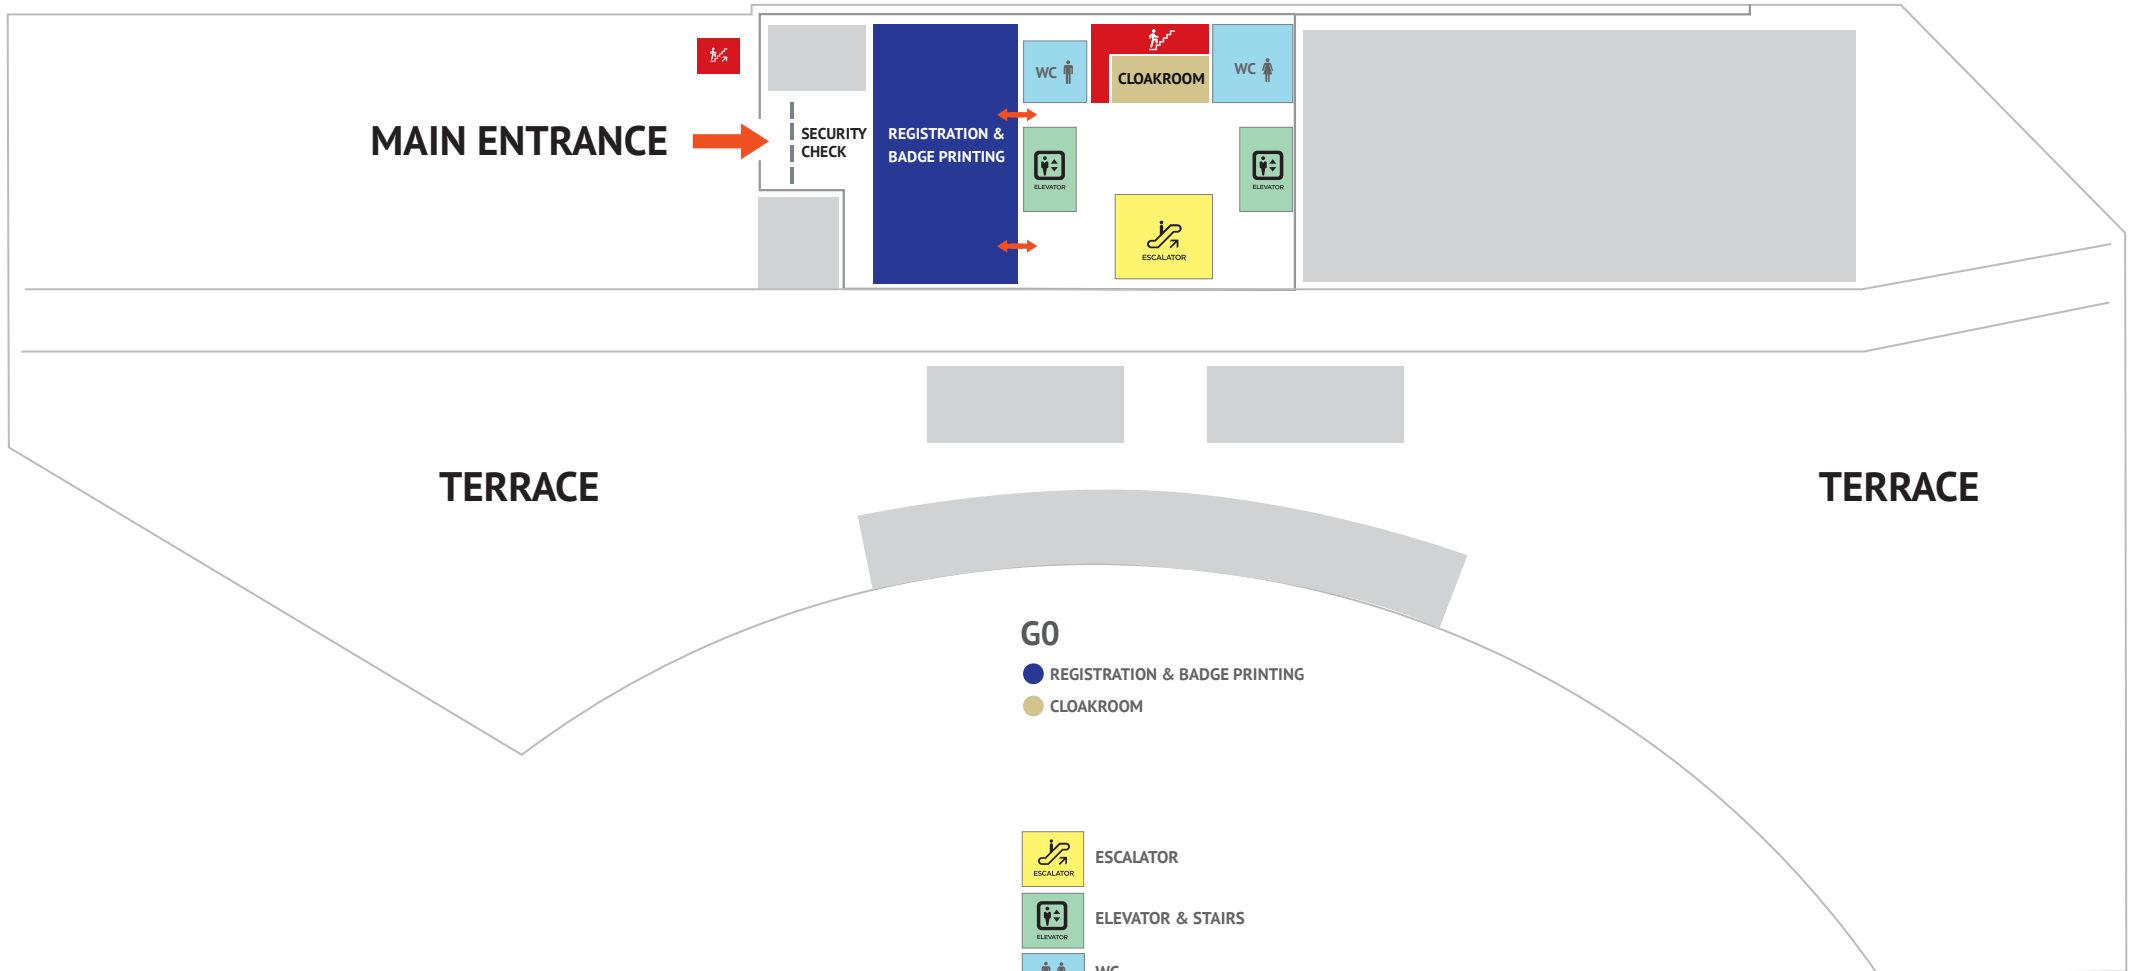 WC
CLOAKROOM
WC
MAIN ENTRANCE
SECURITY
CHECK
REGISTRATION &
BADGE PRINTING
ELEVATOR
ELEVATOR
ESCALATOR
TERRACE
TERRACE
G0
REGISTRATION & BADGE PRINTING
CLOAKROOM
ESCALATOR
ESCALATOR
ELEVATOR
ELEVATOR & STAIRS
WC